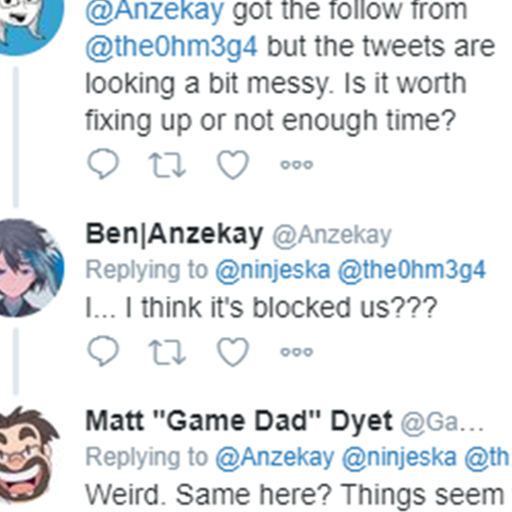 @Anzekay got the follow from
@the0hm3g4 but the tweets are
looking a bit messy. Is it worth
fixing up or not enough time?
Ben|Anzekay @Anzekay
Replying to @ninjeska @the0hm3g4
I... I think it's blocked us???
Matt "Game Dad" Dyet @Ga...
Replying to @Anzekay @ninjeska @th
Weird. Same here? Things seem